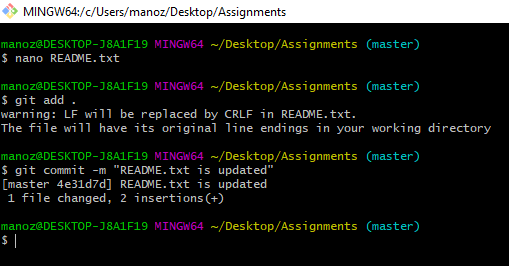 MINGW64:/c/Users/manoz/Desktop/Assignments
manoz@DESKTOP-J8A1F19 MINGW64 ~/Desktop/Assignments (master)
$ nano README.txt
manoz@DESKTOP-J8A1F19 MINGW64 ~/Desktop/Assignments (master)
$ git add .
warning: LF will be replaced by CRLF in README.txt.
The file will have its original line endings in your working directory
manoz@DESKTOP-J8A1F19 MINGW64 ~/Desktop/Assignments (master)
$ git commit -m "README.txt is updated"
[master 4e31d7d] README.txt is updated
 1 file changed, 2 insertions(+)
manoz@DESKTOP-J8A1F19 MINGW64 ~/Desktop/Assignments (master)
$